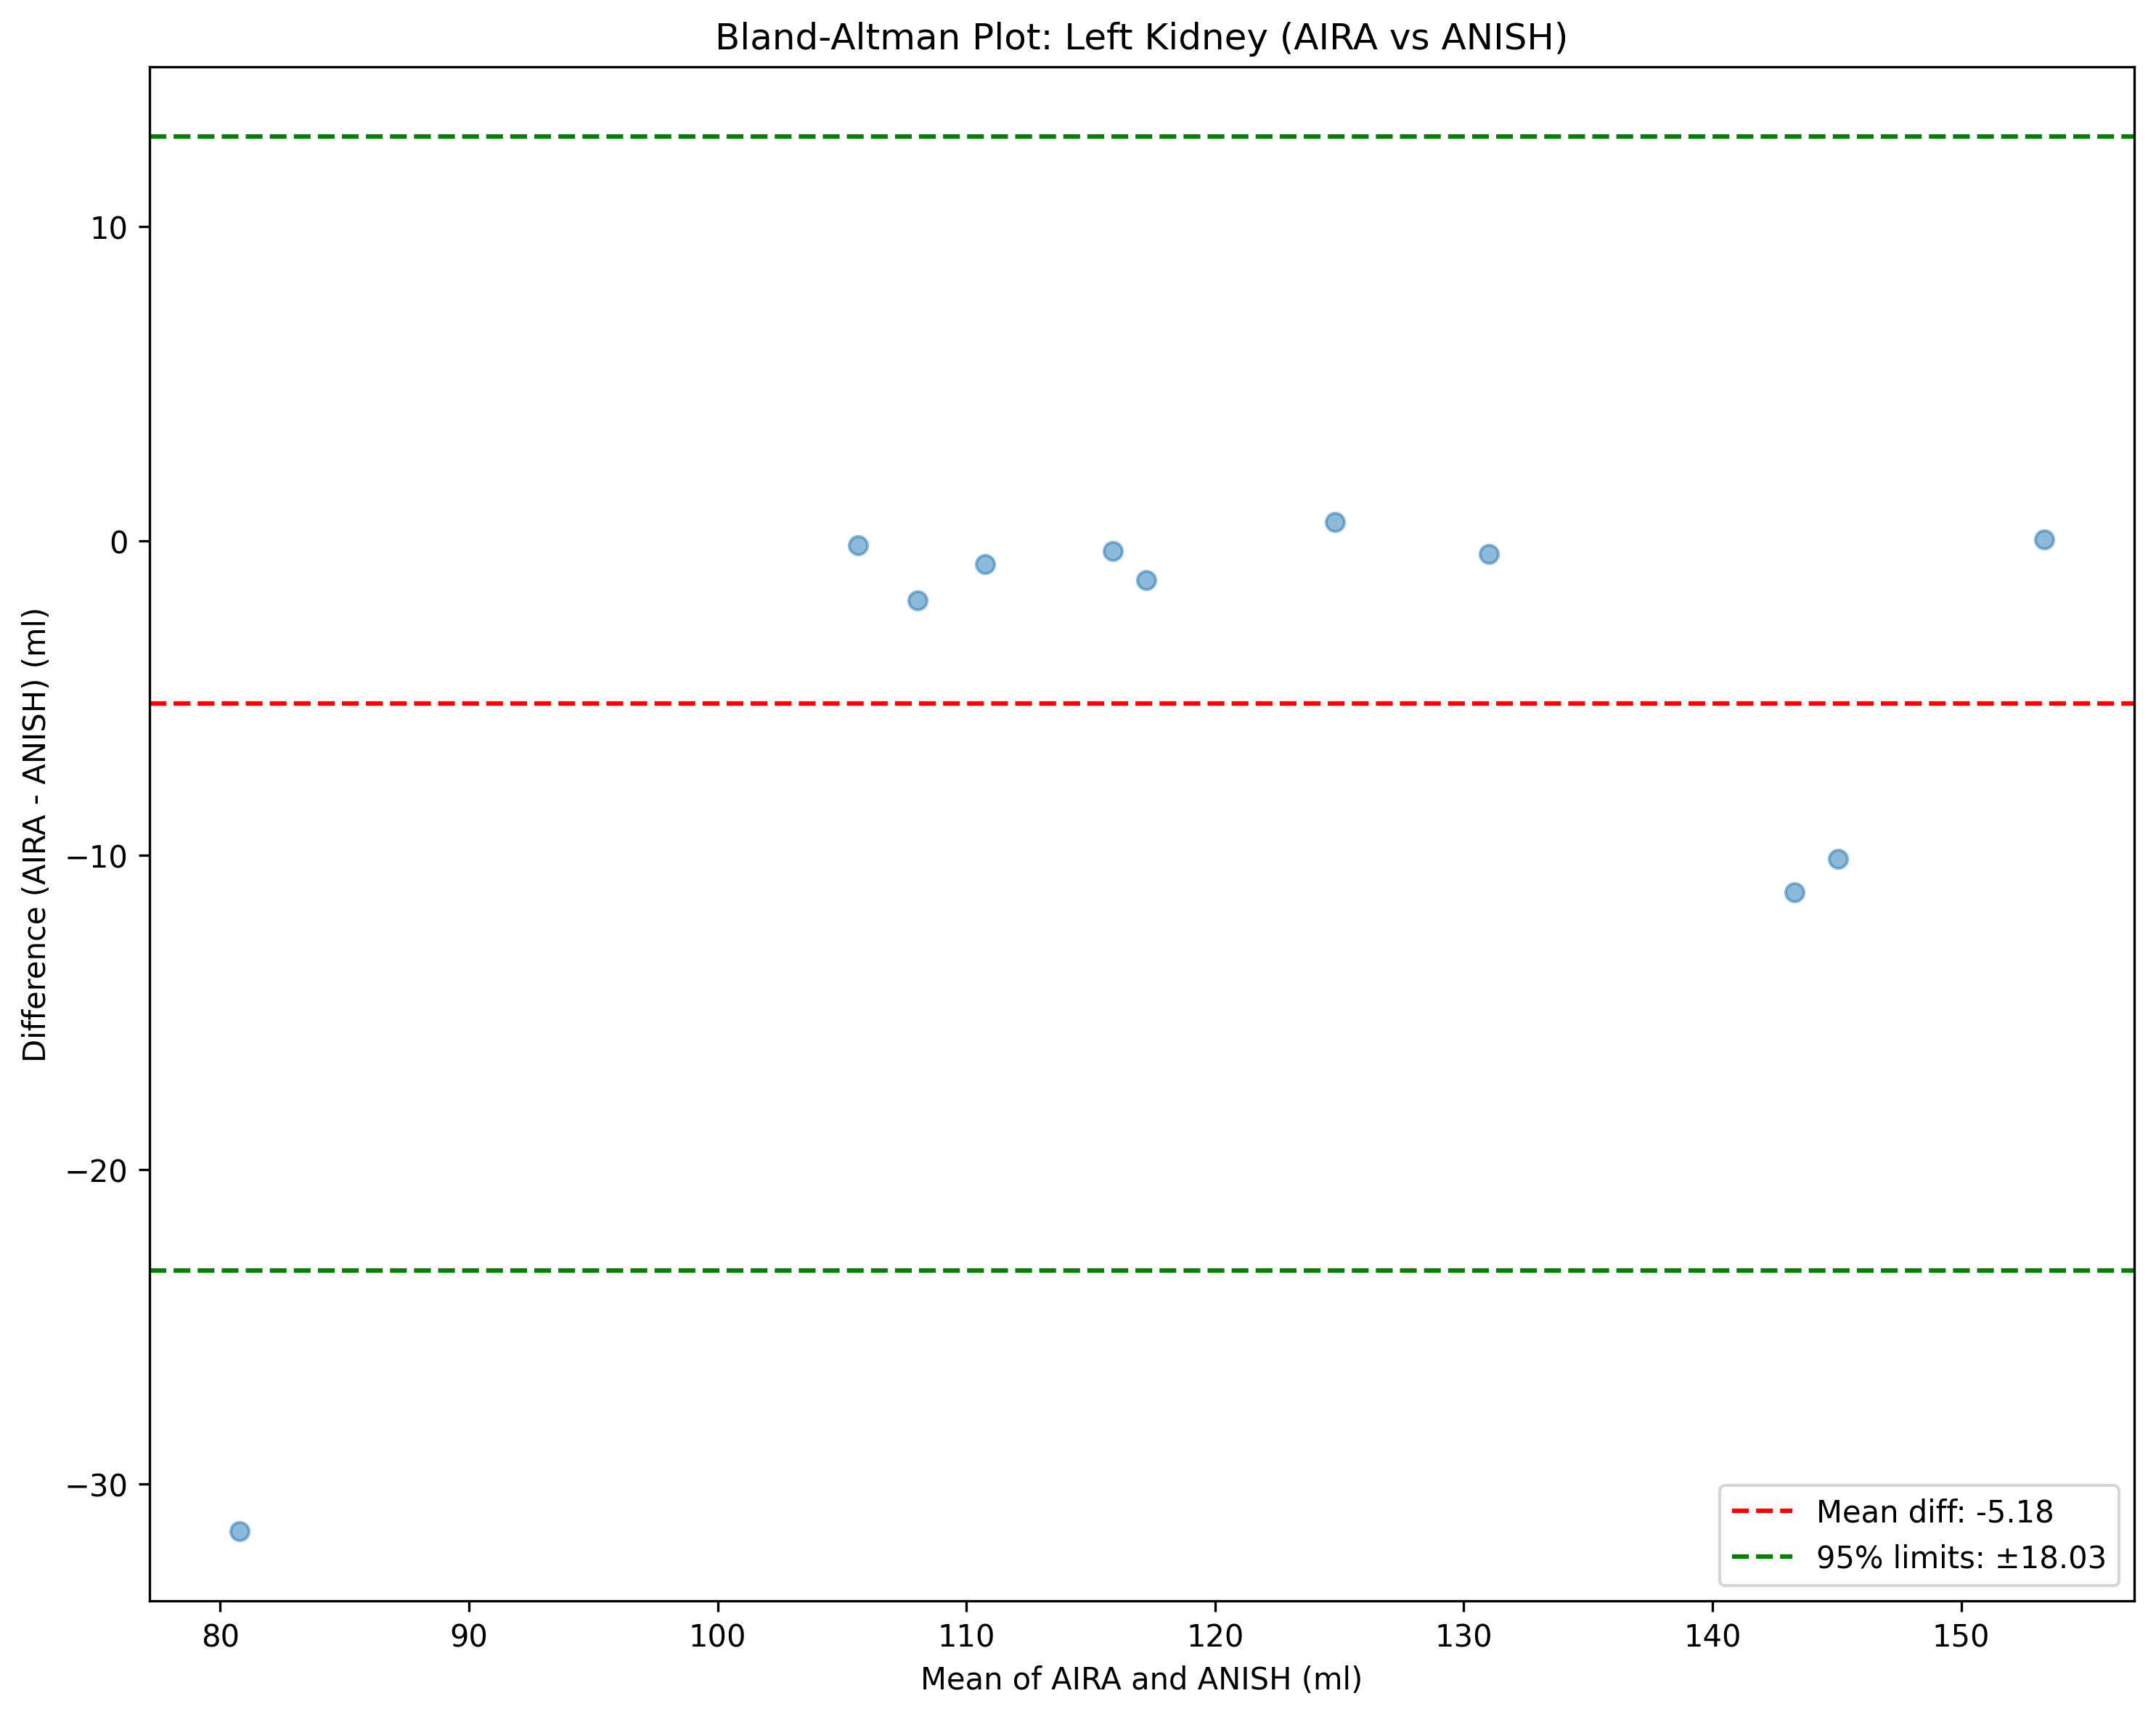 Bland-Altman Plot: Left Kidney (AIRA vs ANISH)
Difference (AIRA - ANISH) (ml)
10
0
−10
−20
−30
80 90 100 110 120 130 140 150
Mean of AIRA and ANISH (ml)
Mean diff: -5.18
95% limits: ±18.03